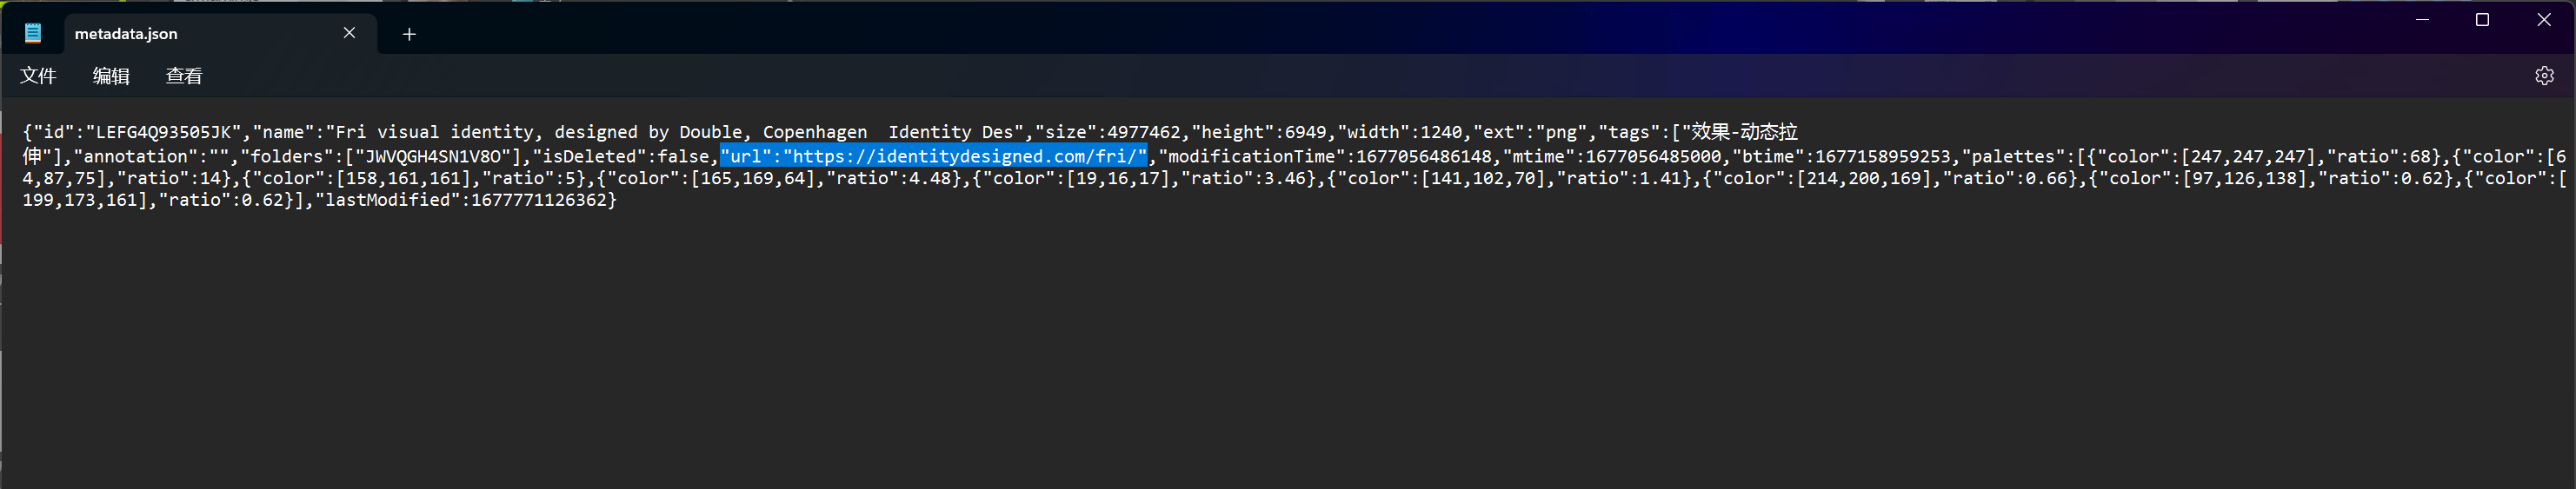 metadata.json
文件 编辑 查看
{"id":"LEFG4Q93505JK","name":"Fri visual identity, designed by Double, Copenhagen  Identity Des","size":4977462,"height":6949,"width":1240,"ext":"png","tags":["效果-动态拉
伸"],"annotation":"","folders":["JWVQGH4SN1V8O"],"isDeleted":false,"url":"https://identitydesigned.com/fri/","modificationTime":1677056486148,"mtime":1677056485000,"btime":1677158959253,"palettes":[{"color":[247,247,247],"ratio":68},{"color":[6
4,87,75],"ratio":14},{"color":[158,161,161],"ratio":5},{"color":[165,169,64],"ratio":4.48},{"color":[19,16,17],"ratio":3.46},{"color":[141,102,70],"ratio":1.41},{"color":[214,200,169],"ratio":0.66},{"color":[97,126,138],"ratio":0.62},{"color":[
199,173,161],"ratio":0.62}],"lastModified":1677771126362}